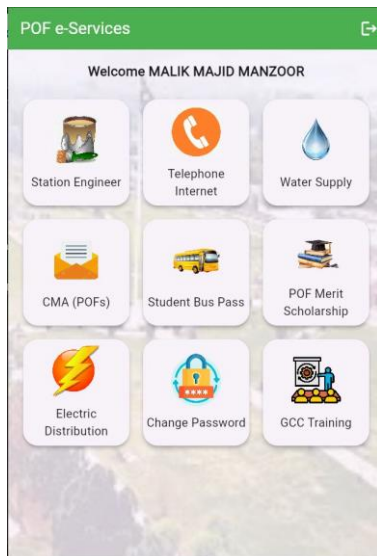 POF e-Services
Welcome MALIK MAJID MANZOOR
Station Engineer
Telephone
Internet
Water Supply
CMA (POFs)
Student Bus Pass
POF Merit
Scholarship
Electric
Distribution
Change Password
GCC Training